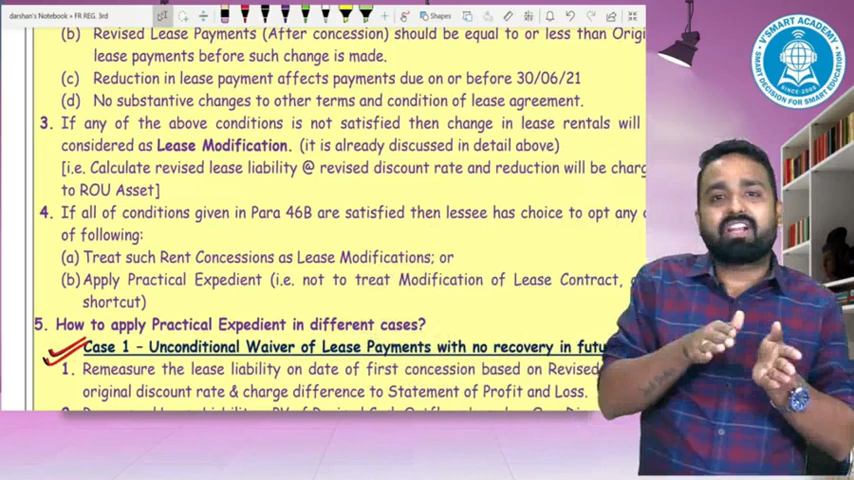 darshan's Notebook » FR REG. 3rd
Shapes
V'SMART ACADEMY
SMART DECISION FOR SMART EDUCATION
SINCE-2005
(b) Revised Lease Payments (After concession) should be equal to or less than Origi
lease payments before such change is made.
(c) Reduction in lease payment affects payments due on or before 30/06/21
(d) No substantive changes to other terms and condition of lease agreement.
3. If any of the above conditions is not satisfied then change in lease rentals will
considered as Lease Modification. (it is already discussed in detail above)
[i.e. Calculate revised lease liability @ revised discount rate and reduction will be charg
to ROU Asset]
4. If all of conditions given in Para 46B are satisfied then lessee has choice to opt any
of following:
(a) Treat such Rent Concessions as Lease Modifications; or
(b) Apply Practical Expedient (i.e. not to treat Modification of Lease Contract,
shortcut)
5. How to apply Practical Expedient in different cases?
Case 1 – Unconditional Waiver of Lease Payments with no recovery in futu
1. Remeasure the lease liability on date of first concession based on Revised
original discount rate & charge difference to Statement of Profit and Loss.